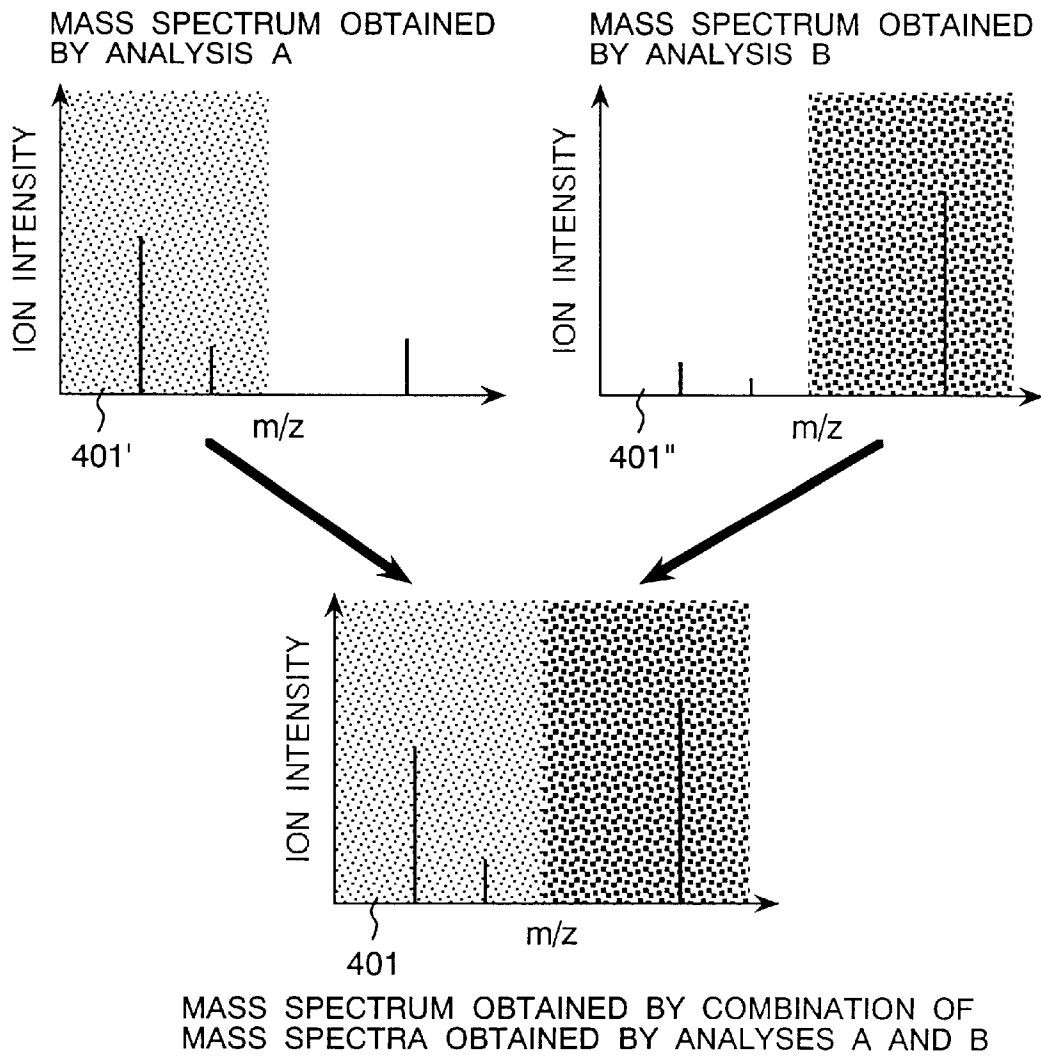 MASS SPECTRUM OBTAINED
BY ANALYSIS A
MASS SPECTRUM OBTAINED
BY ANALYSIS B
ION INTENSITY
m/z
401'
ION INTENSITY
m/z
401"
ION INTENSITY
m/z
401
MASS SPECTRUM OBTAINED BY COMBINATION OF
MASS SPECTRA OBTAINED BY ANALYSES A AND B